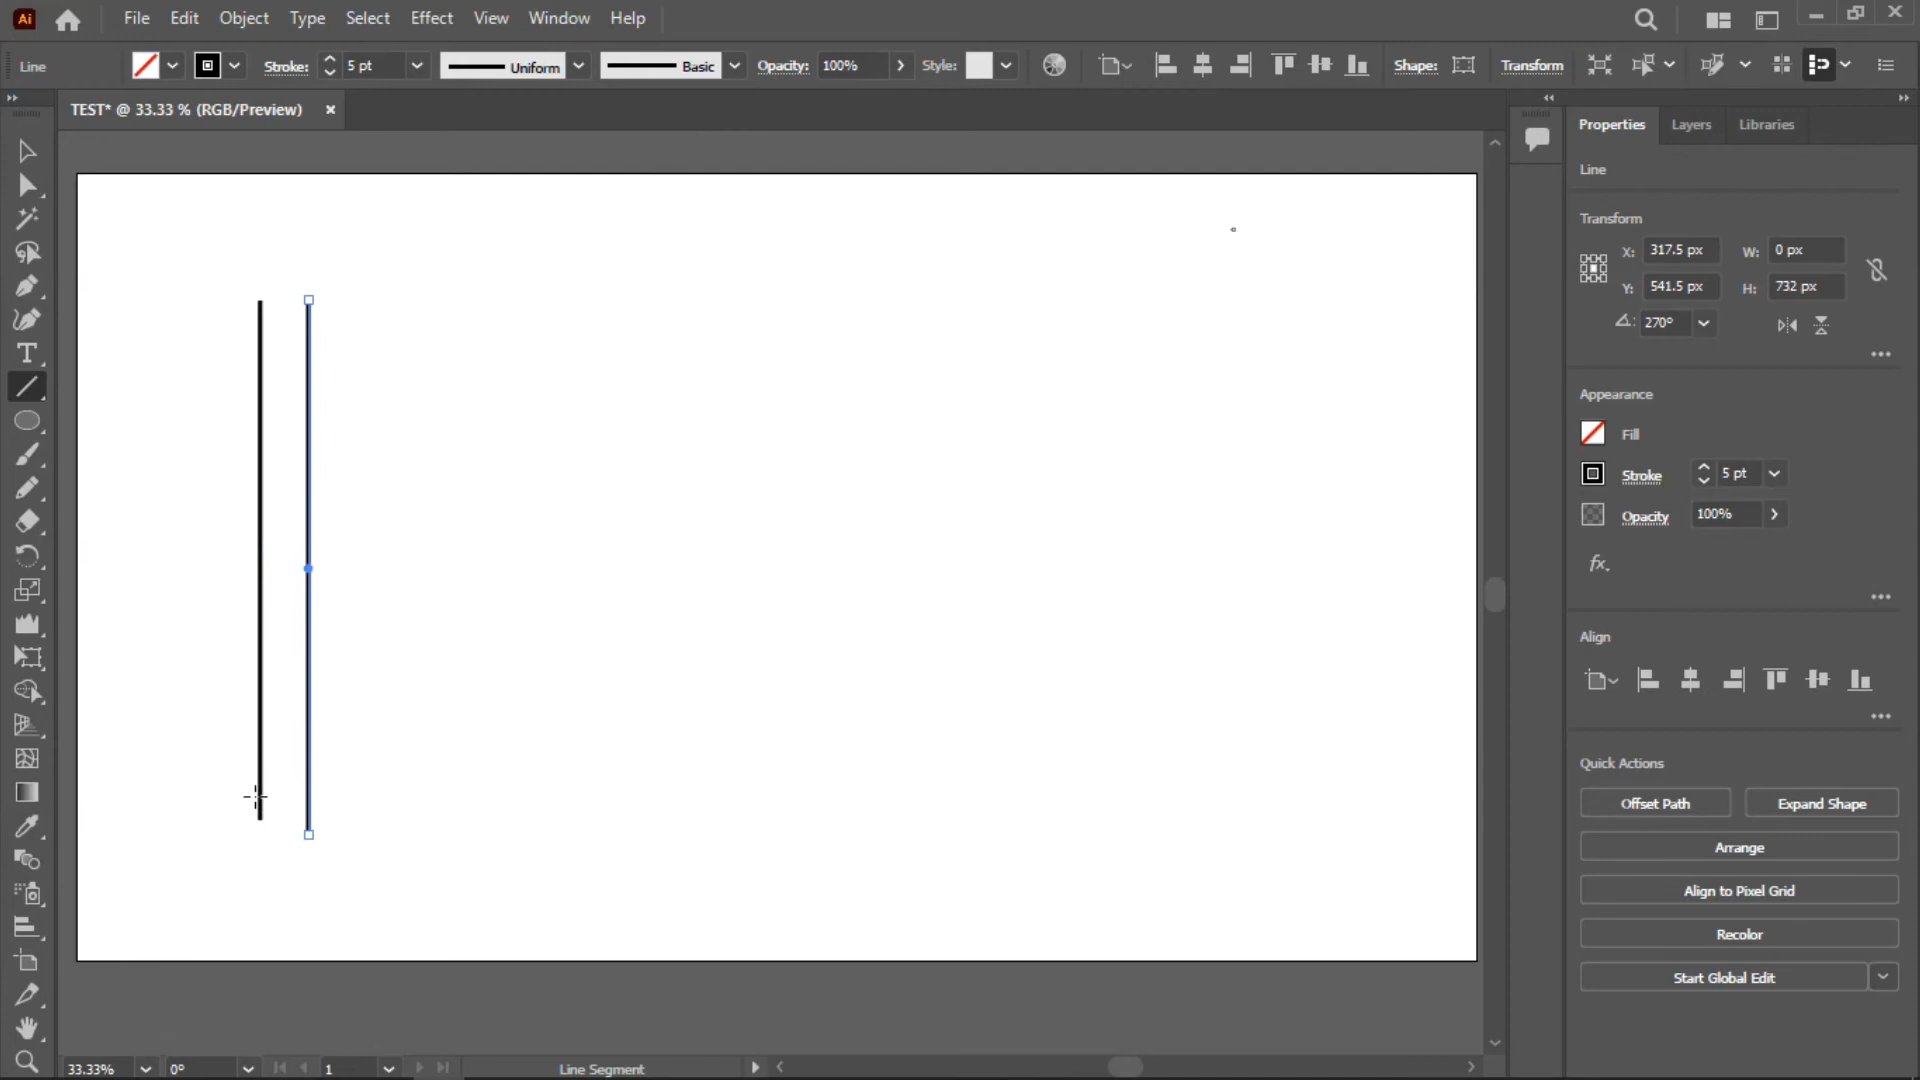 Ai File Edit Object Type Select Effect View Window Help
Line Stroke: 5 pt Uniform Basic Opacity: 100% Style: Shape: Transform
TEST* @ 33.33 % (RGB/Preview) ×
Properties Layers Libraries
Line
Transform
X: 317.5 px W: 0 px
Y: 541.5 px H: 732 px
270°
Appearance
Fill
Stroke 5 pt
Opacity 100%
fx.
Align
Quick Actions
Offset Path Expand Shape
Arrange
Align to Pixel Grid
Recolor
Start Global Edit
33.33% 0° 1 Line Segment